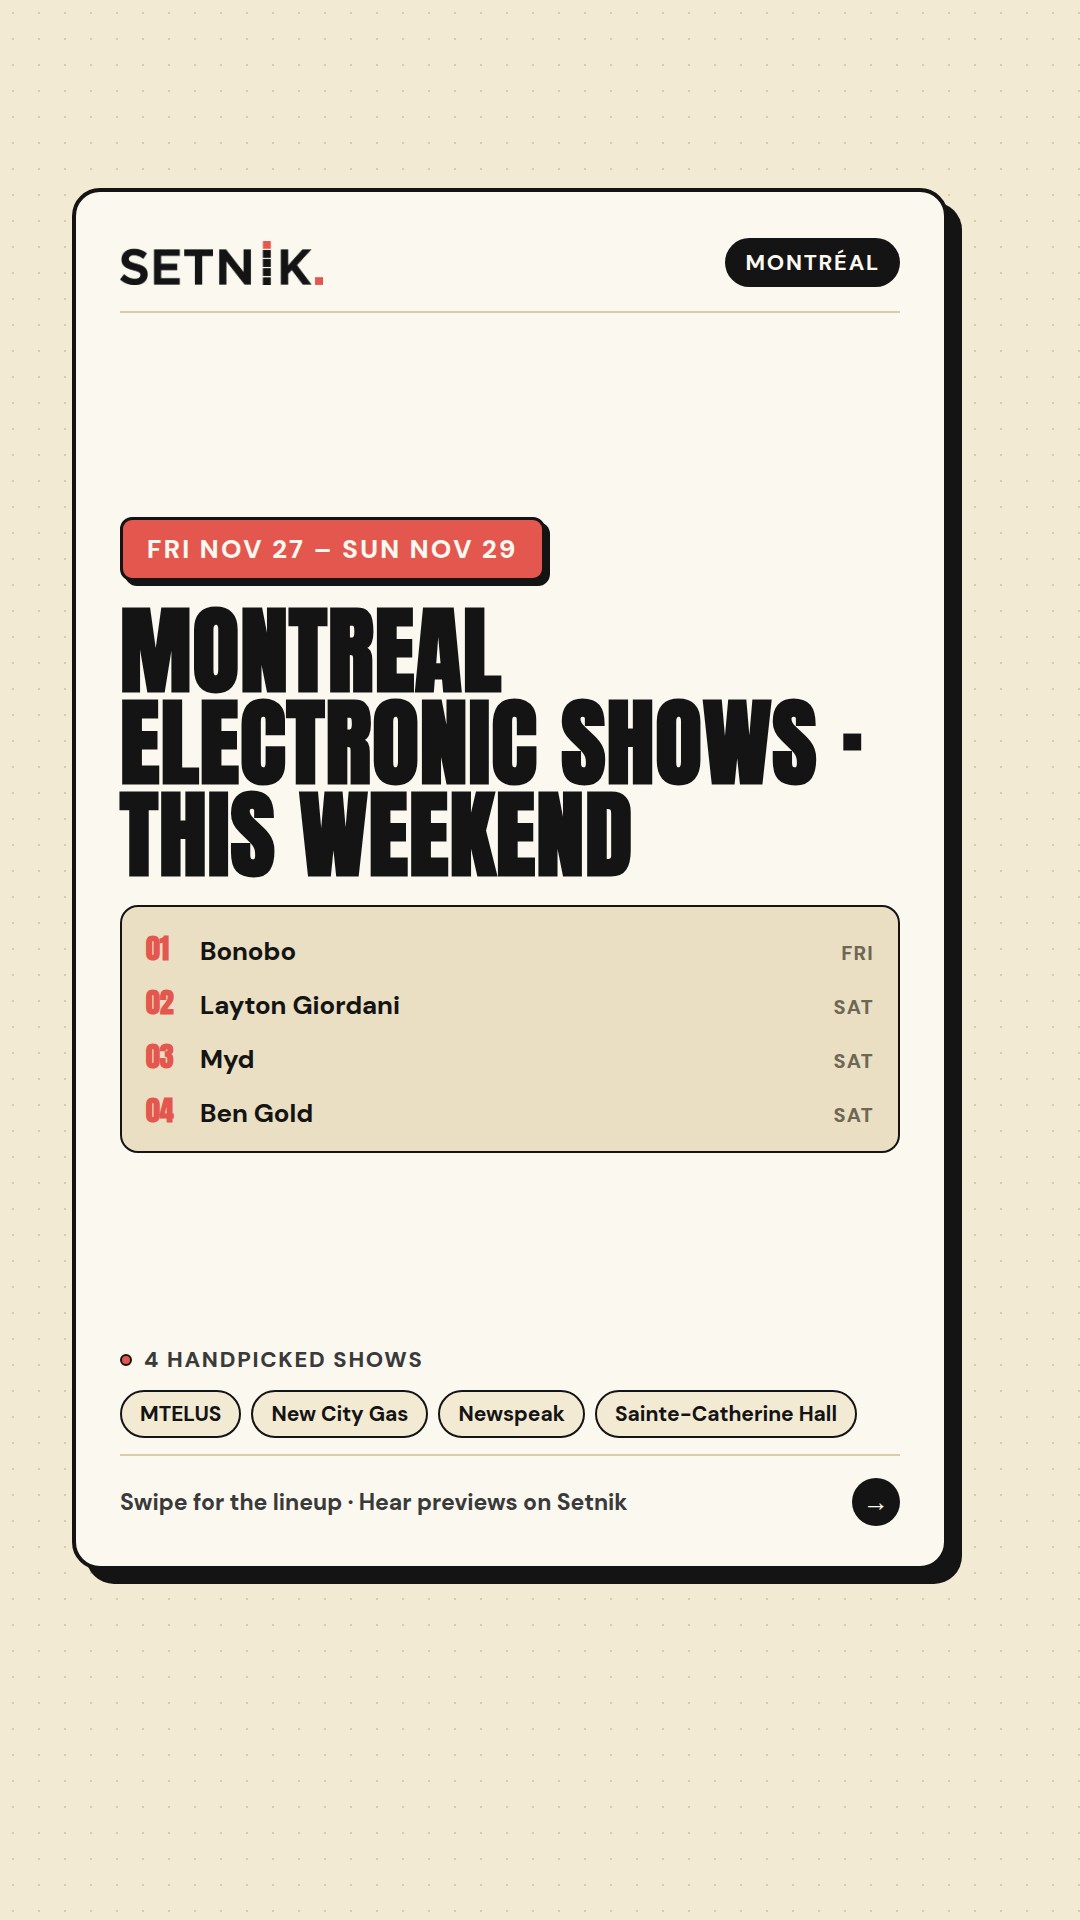 SETNIK.
MONTRÉAL
FRI NOV 27 – SUN NOV 29
MONTREAL
ELECTRONIC SHOWS ·
THIS WEEKEND
01 Bonobo FRI
02 Layton Giordani SAT
03 Myd SAT
04 Ben Gold SAT
4 HANDPICKED SHOWS
MTELUS New City Gas Newspeak Sainte-Catherine Hall
Swipe for the lineup · Hear previews on Setnik →